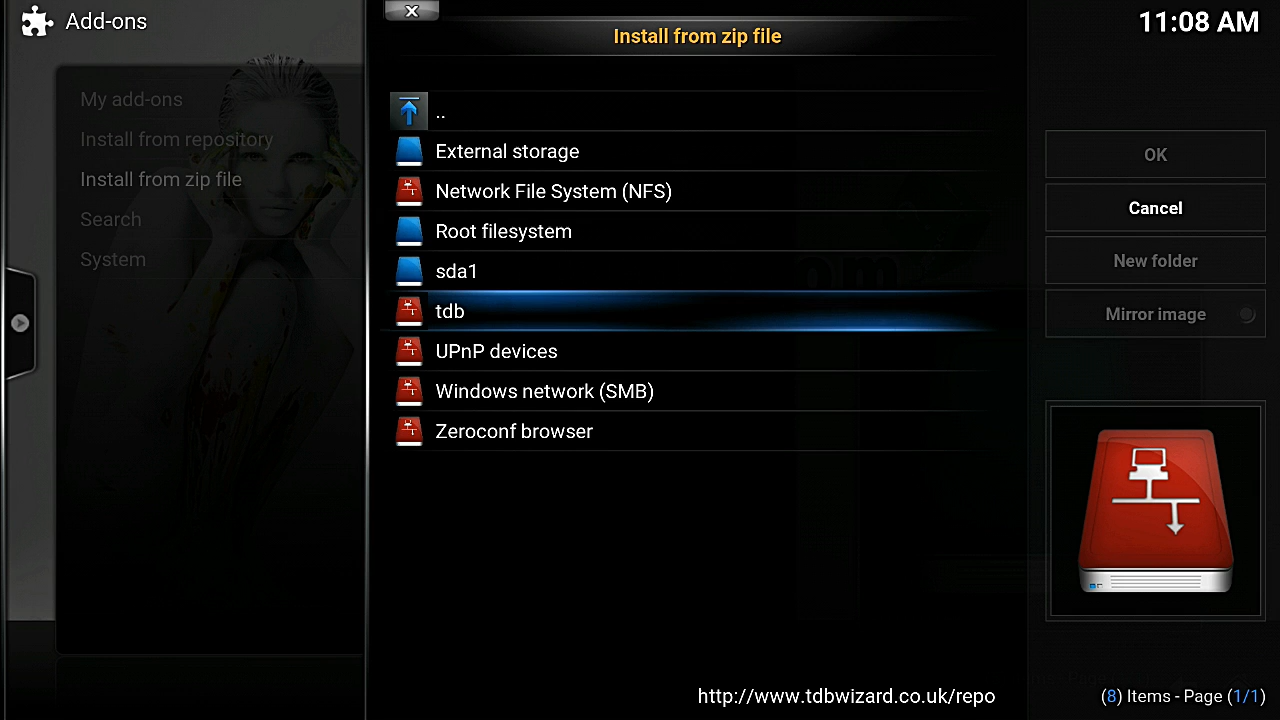 Add-ons
My add-ons
Install from repository
Install from zip file
Search
System
Install from zip file
..
External storage
Network File System (NFS)
Root filesystem
sda1
tdb
UPnP devices
Windows network (SMB)
Zeroconf browser
http://www.tdbwizard.co.uk/repo
11:08 AM
OK
Cancel
New folder
Mirror image
(8) Items - Page (1/1)